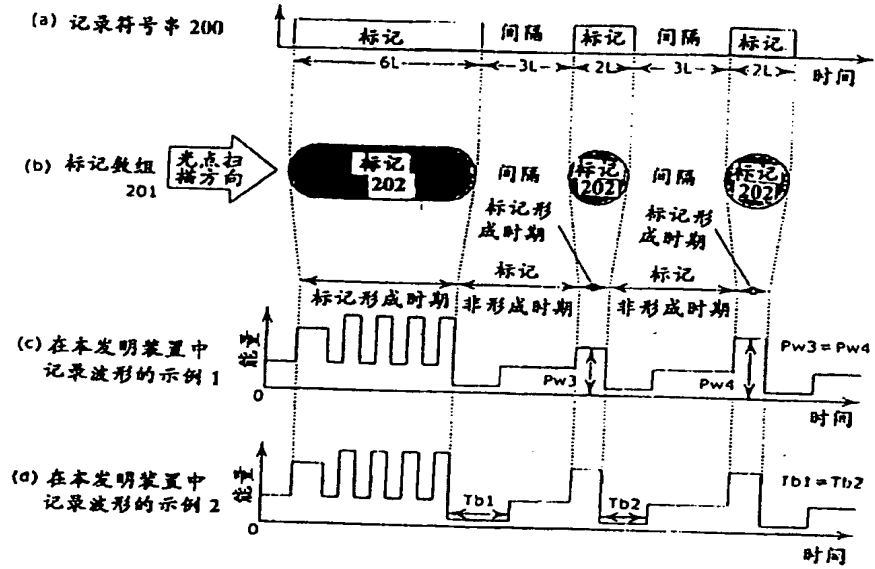 (a) 记录符号串 200
标记
间隔
标记
间隔
标记
6L
3L
2L
3L
2L
时间
(b) 标记数组
201
光点扫
描方向
标记
202
间隔
标记
202
间隔
标记
202
标记形
成时期
标记形
成时期
标记形成时期
标记
非形成时期
标记
非形成时期
(c) 在本发明装置中
记录波形的示例 1
能量
0
Pw3
Pw4
Pw3=Pw4
时间
(d) 在本发明装置中
记录波形的示例 2
能量
0
Tb1
Tb2
Tb1=Tb2
时间